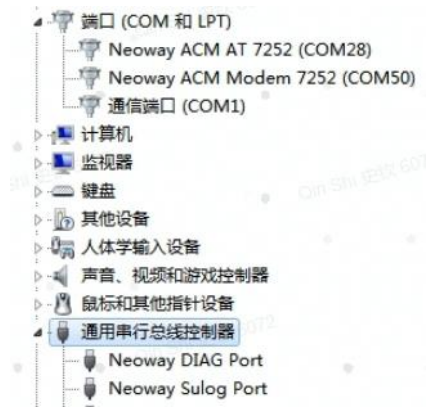 端口 (COM 和 LPT)
Neoway ACM AT 7252 (COM28)
Neoway ACM Modem 7252 (COM50)
通信端口 (COM1)
计算机
监视器
键盘
其他设备
人体学输入设备
声音、视频和游戏控制器
鼠标和其他指针设备
通用串行总线控制器
Neoway DIAG Port
Neoway Sulog Port